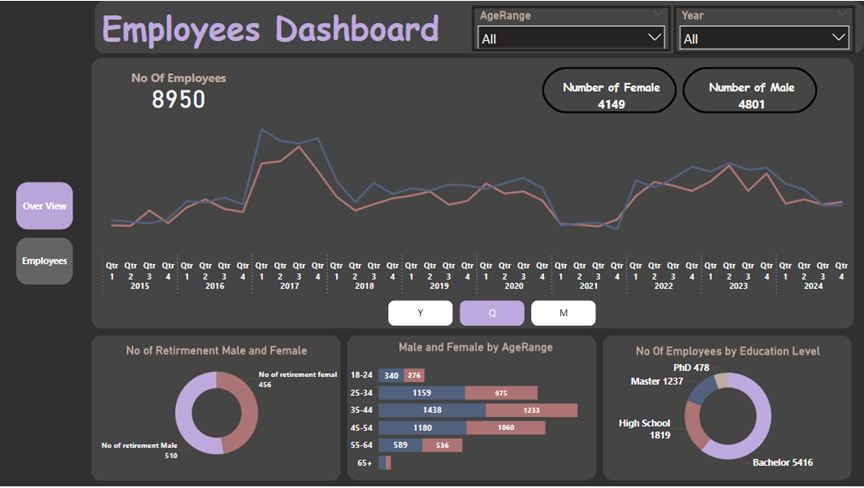 Employees Dashboard
AgeRange
All
Year
All
No Of Employees
8950
Number of Female
4149
Number of Male
4801
Over View
Employees
Qtr 1 Qtr 2 Qtr 3 Qtr 4 Qtr 1 Qtr 2 Qtr 3 Qtr 4 Qtr 1 Qtr 2 Qtr 3 Qtr 4 Qtr 1 Qtr 2 Qtr 3 Qtr 4 Qtr 1 Qtr 2 Qtr 3 Qtr 4 Qtr 1 Qtr 2 Qtr 3 Qtr 4 Qtr 1 Qtr 2 Qtr 3 Qtr 4 Qtr 1 Qtr 2 Qtr 3 Qtr 4 Qtr 1 Qtr 2 Qtr 3 Qtr 4 Qtr 1 Qtr 2 Qtr 3 Qtr 4
2015 2016 2017 2018 2019 2020 2021 2022 2023 2024
Y Q M
No of Retirmenent Male and Female
No of retirement femal
456
No of retirement Male
510
Male and Female by AgeRange
18-24 340 276
25-34 1159 975
35-44 1438 1233
45-54 1180 1060
55-64 589 536
65+
No Of Employees by Education Level
PhD 478
Master 1237
High School
1819
Bachelor 5416